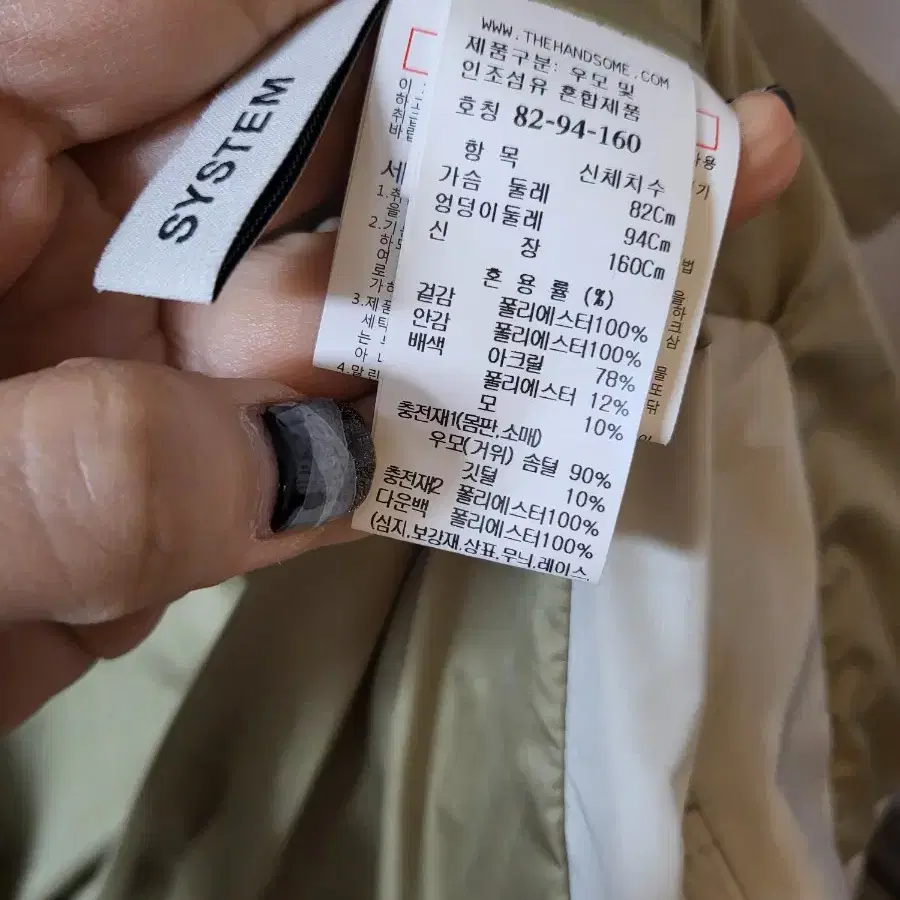 SYSTEM
WWW.THEHANDSOME.COM
제품구분: 우모 및
인조섬유 혼합제품
호칭 82-94-160
항 목 신체치수
가슴 둘레 82Cm
엉덩이둘레 94Cm
신 장 160Cm
혼 용 률 (%)
겉감 폴리에스터100%
안감 폴리에스터100%
배색 아크릴 78%
폴리에스터 12%
모 10%
충전재1(몸판,소매)
우모(거위) 솜털 90%
깃털 10%
충전재2 폴리에스터100%
다운백 폴리에스터100%
(심지,보강재,상표,무늬,레이스,